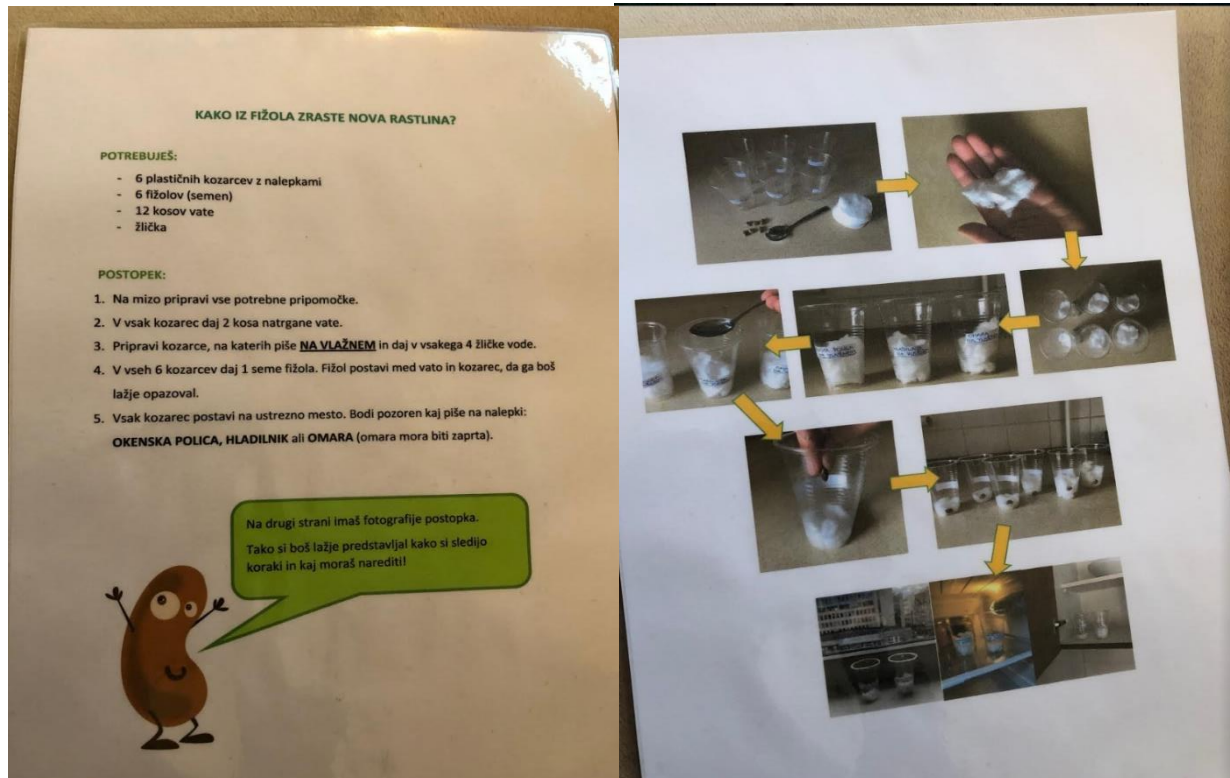 KAKO IZ FIŽOLA ZRASTE NOVA RASTLINA?
POTREBUJEŠ:
- 6 plastičnih kozarcev z nalepkami
- 6 fižolov (semen)
- 12 kosov vate
- žlička
POSTOPEK:
1. Na mizo pripravi vse potrebne pripomočke.
2. V vsak kozarec daj 2 kosa natrgane vate.
3. Pripravi kozarce, na katerih piše NA VLAŽNEM in daj v vsakega 4 žličke vode.
4. V vseh 6 kozarcev daj 1 seme fižola. Fižol postavi med vato in kozarec, da ga boš
lažje opazoval.
5. Vsak kozarec postavi na ustrezno mesto. Bodi pozoren kaj piše na nalepki:
OKENSKA POLICA, HLADILNIK ali OMARA (omara mora biti zaprta).
Na drugi strani imaš fotografije postopka.
Tako si boš lažje predstavljal kako si sledijo
koraki in kaj moraš narediti!